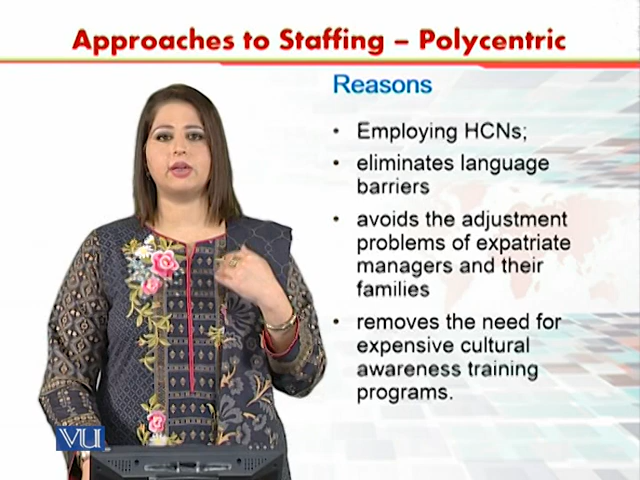 Approaches to Staffing – Polycentric
Reasons
• Employing HCNs;
• eliminates language
barriers
• avoids the adjustment
problems of expatriate
managers and their
families
• removes the need for
expensive cultural
awareness training
programs.
VU